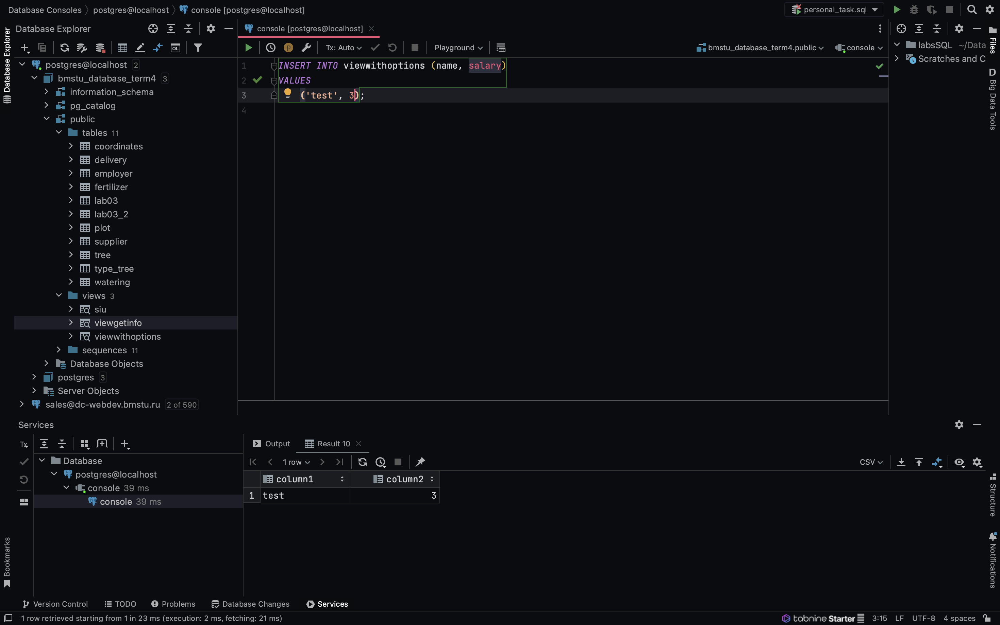 Database Consoles postgres@localhost console [postgres@localhost]
personal_task.sql
Database Explorer
Database Explorer
console [postgres@localhost]
Tx: Auto
Playground
bmstu_database_term4.public
console
postgres@localhost 2
bmstu_database_term4 3
information_schema
pg_catalog
public
tables 11
coordinates
delivery
employer
fertilizer
lab03
lab03_2
plot
supplier
tree
type_tree
watering
views 3
siu
viewgetinfo
viewwithoptions
sequences 11
Database Objects
postgres 3
Server Objects
sales@dc-webdev.bmstu.ru 2 of 590
1 INSERT INTO viewwithoptions (name, salary)
2 VALUES
3 ('test', 3);
4
labsSQL ~/Data
Scratches and C
Files
D Big Data Tools
Services
Tx
Database
postgres@localhost
console 39 ms
console 39 ms
Output Result 10
1 row
CSV
column1 column2
1 test 3
Structure
Notifications
Bookmarks
Version Control TODO Problems Database Changes Services
1 row retrieved starting from 1 in 23 ms (execution: 2 ms, fetching: 21 ms)
tabnine Starter 3:15 LF UTF-8 4 spaces